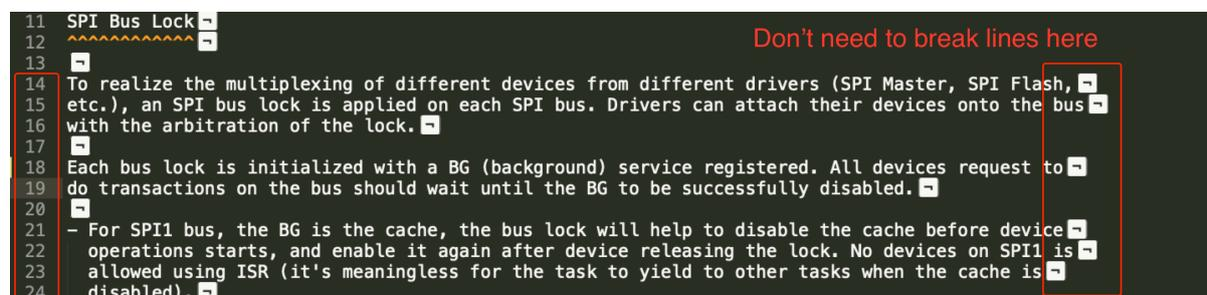 11 SPI Bus Lock¬
Don't need to break lines here
12 ^^^^^^^^^^^^¬
13 ¬
14 To realize the multiplexing of different devices from different drivers (SPI Master, SPI Flash,¬
15 etc.), an SPI bus lock is applied on each SPI bus. Drivers can attach their devices onto the bus¬
16 with the arbitration of the lock.¬
17 ¬
18 Each bus lock is initialized with a BG (background) service registered. All devices request to¬
19 do transactions on the bus should wait until the BG to be successfully disabled.¬
20 ¬
21 - For SPI1 bus, the BG is the cache, the bus lock will help to disable the cache before device¬
22 operations starts, and enable it again after device releasing the lock. No devices on SPI1 is¬
23 allowed using ISR (it's meaningless for the task to yield to other tasks when the cache is¬
24 disabled).¬